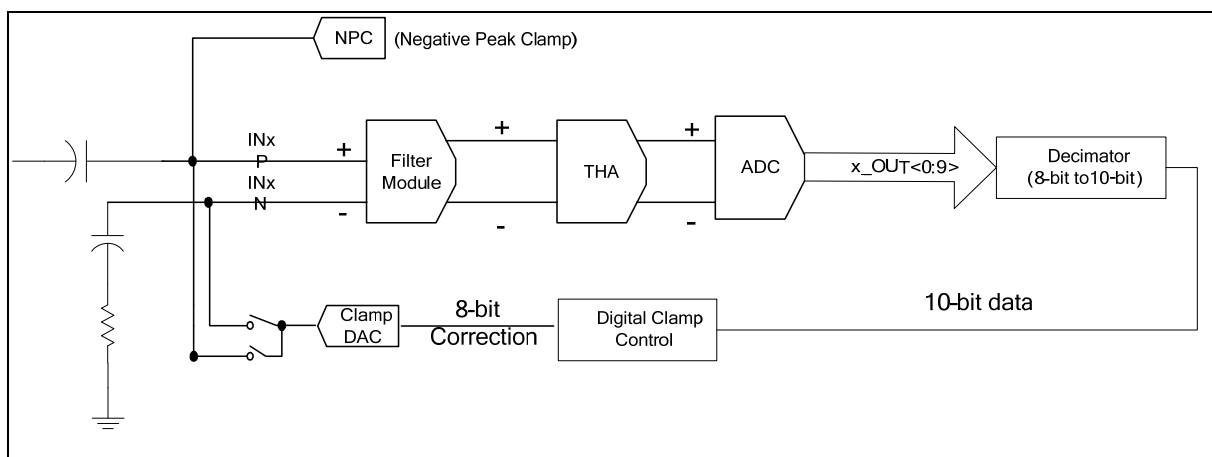 NPC (Negative Peak Clamp)
INx
P
+
Filter
Module
+
THA
+
ADC
x_OUT<0:9>
Decimator
(8-bit to10-bit)
INx
N
-
-
-
Clamp
DAC
8-bit
Correction
Digital Clamp
Control
10-bit data